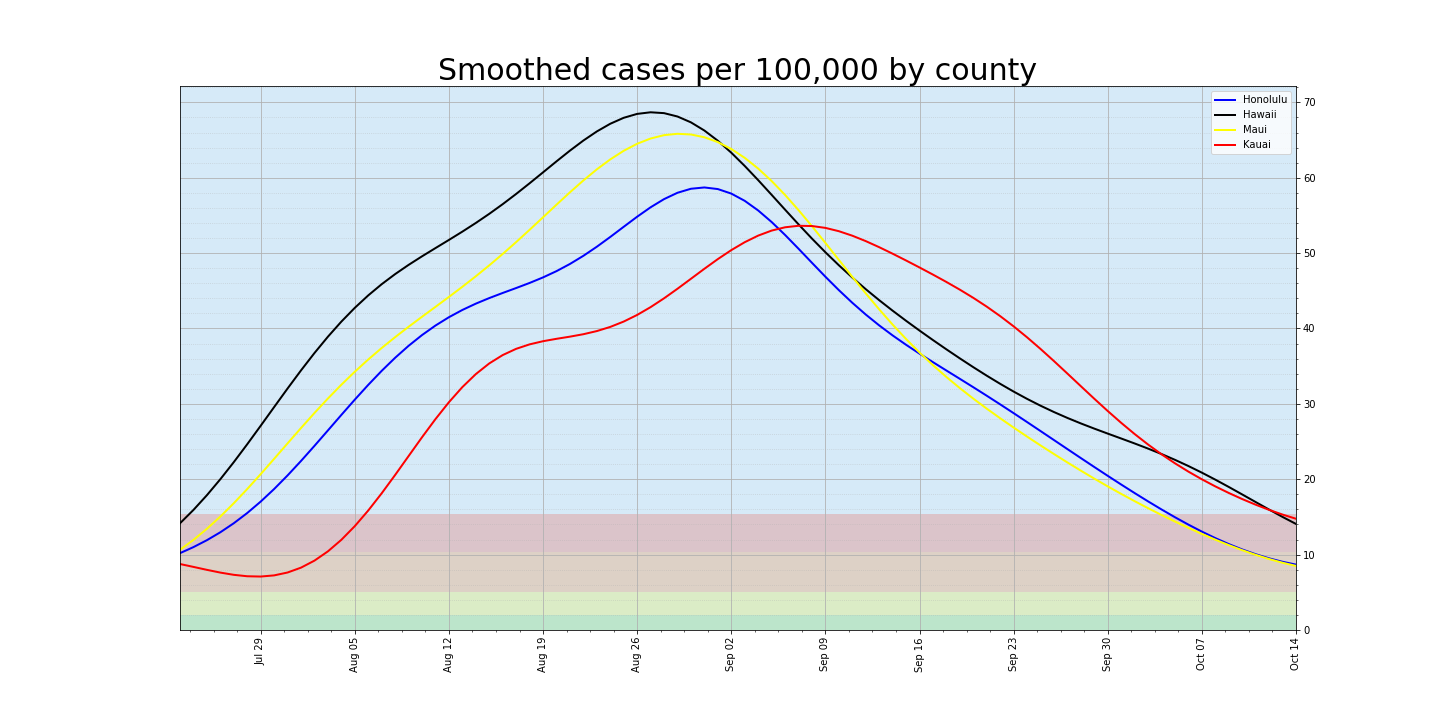 Smoothed cases per 100,000 by county
Honolulu
Hawaii
Maui
Kauai
70
60
50
40
30
20
10
0
Jul 29
Aug 05
Aug 12
Aug 19
Aug 26
Sep 02
Sep 09
Sep 16
Sep 23
Sep 30
Oct 07
Oct 14